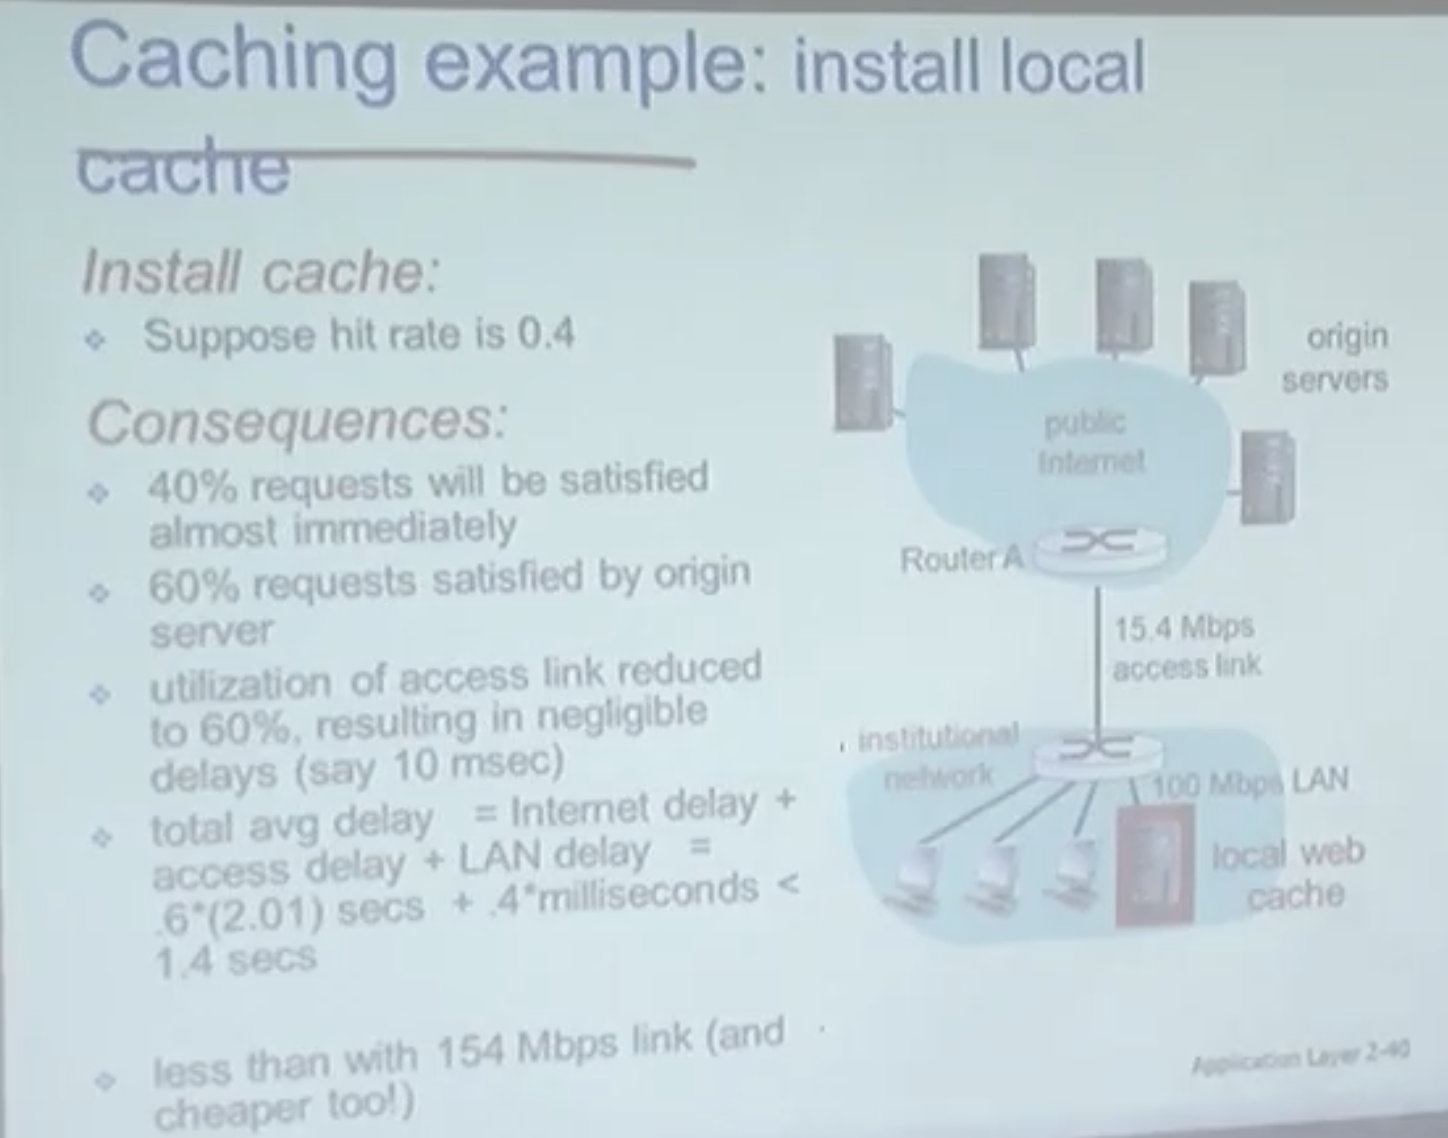 Caching example: install local
cache
Install cache:
Suppose hit rate is 0.4
Consequences:
40% requests will be satisfied
almost immediately
60% requests satisfied by origin
server
utilization of access link reduced
to 60%, resulting in negligible
delays (say 10 msec)
total avg delay = Internet delay +
access delay + LAN delay =
.6*(2.01) secs + .4*milliseconds <
1.4 secs
less than with 154 Mbps link (and
cheaper too!)
origin
servers
public
Internet
Router A
15.4 Mbps
access link
institutional
network
100 Mbps LAN
local web
cache
Application Layer 2-40